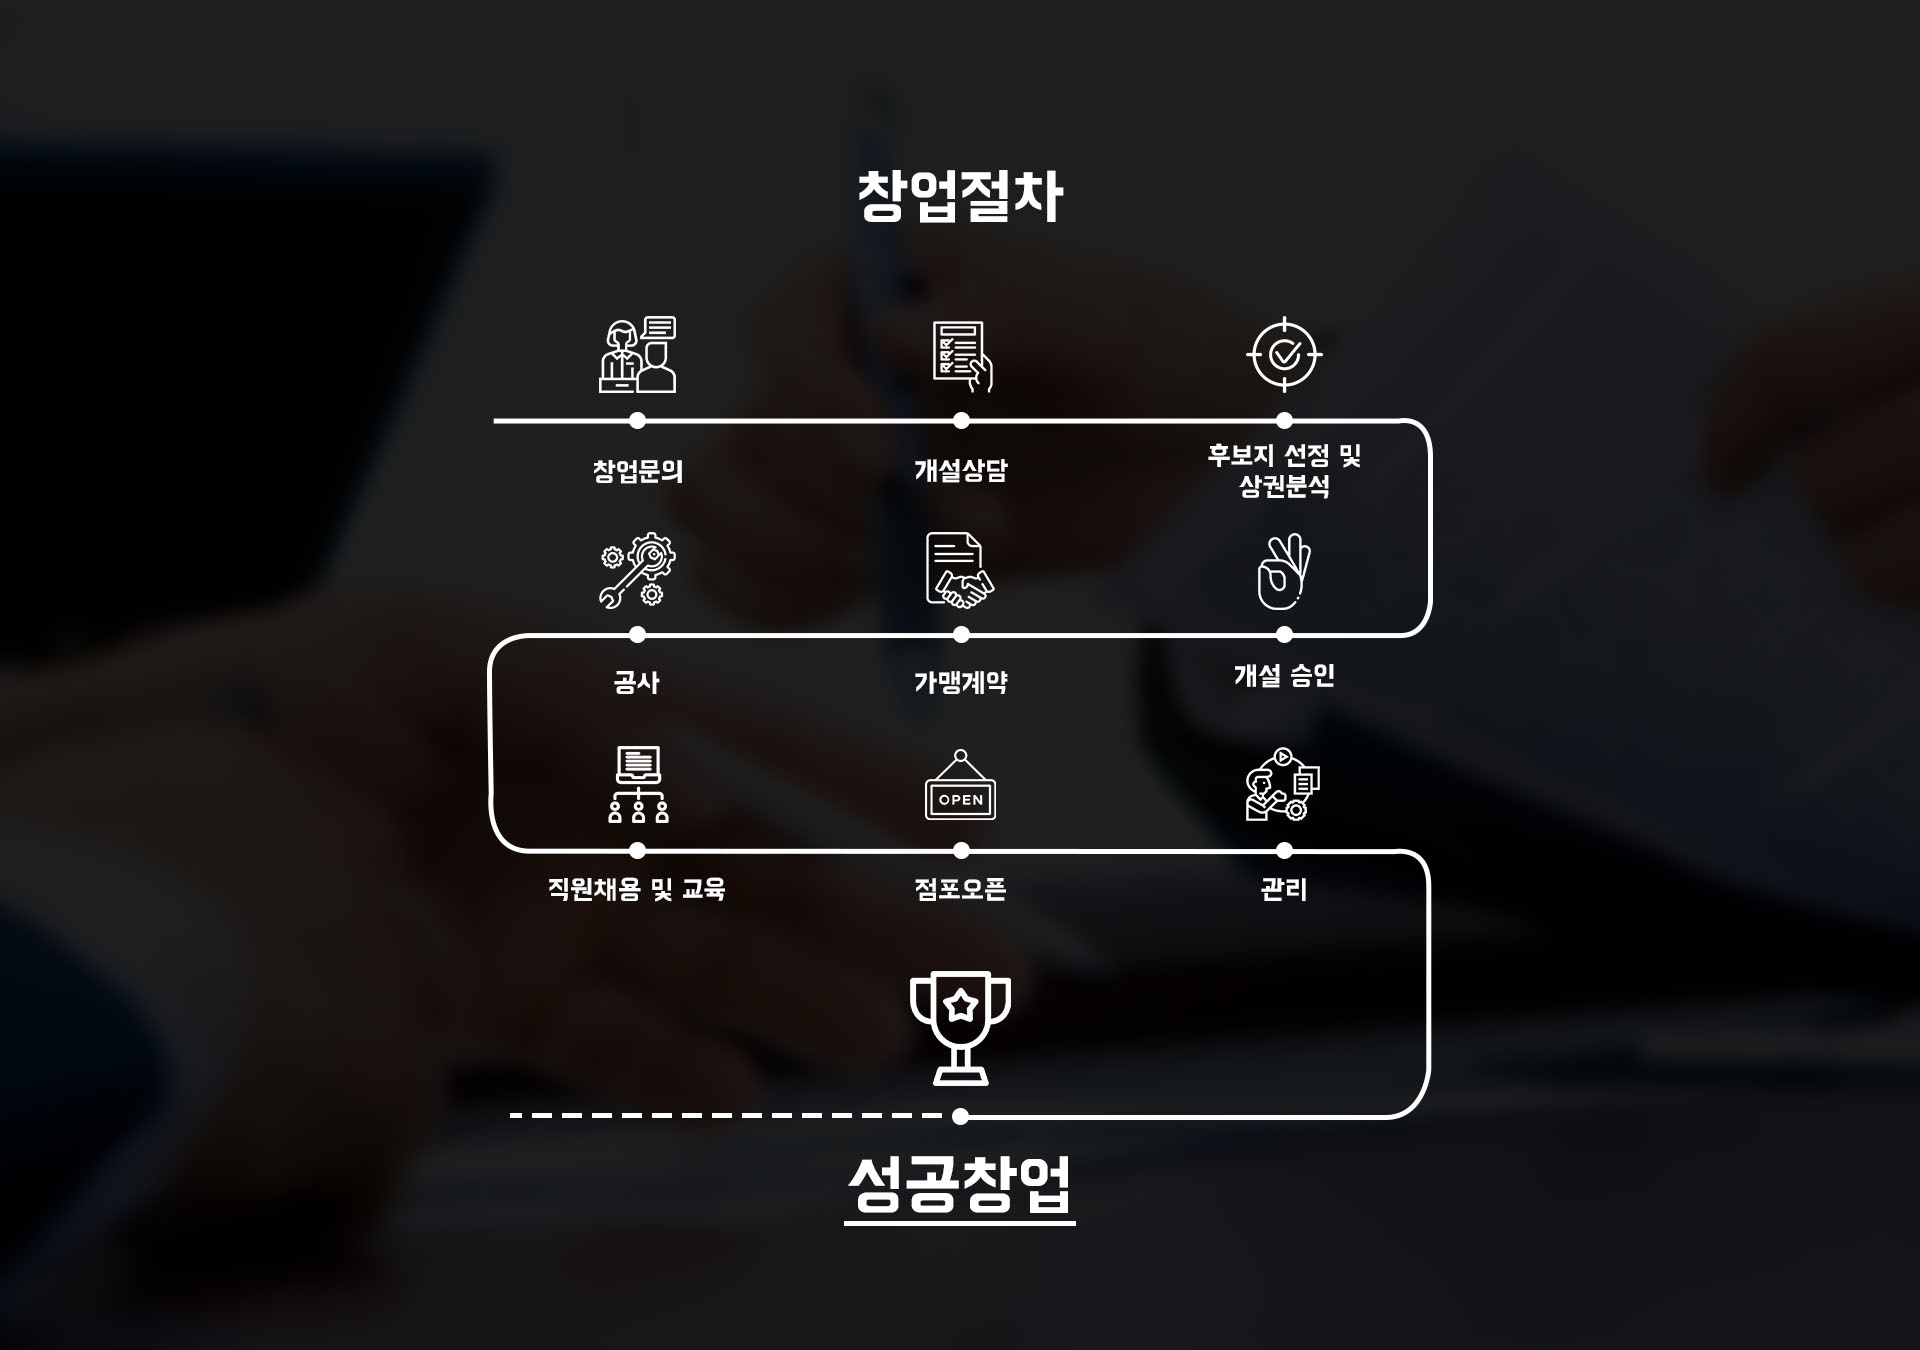 창업절차
창업문의
개설상담
후보지 선정 및
상권분석
공사
가맹계약
개설 승인
OPEN
직원채용 및 교육
점포오픈
관리
성공창업